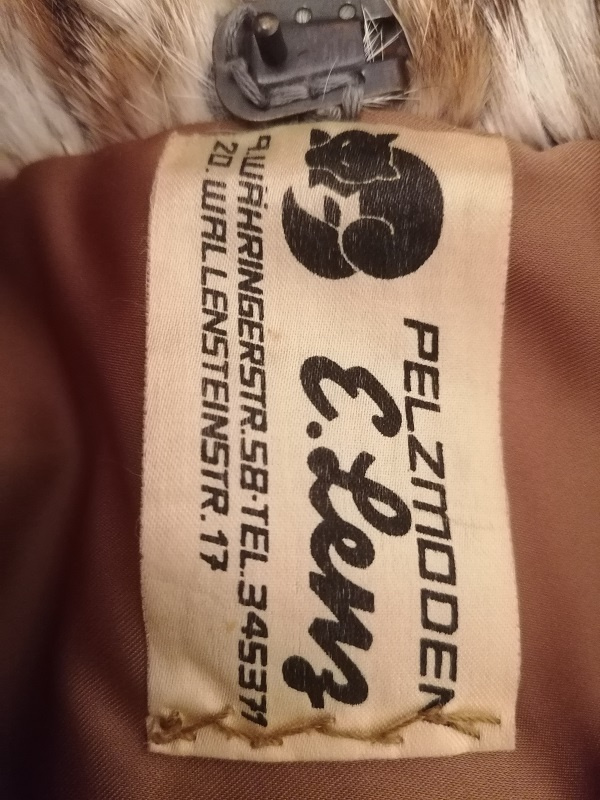 PELZMODEN
E. Lenz
9.WÄHRINGERSTR.58·TEL.345371
20.WALLENSTEINSTR.17